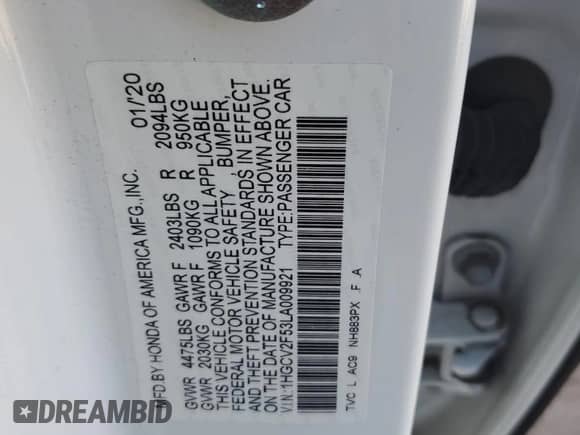 MFD.BY HONDA OF AMERICA MFG.,INC. 01/'20
GVWR 4475LBS GAWR F 2403LBS R 2094LBS
GVWR 2030KG GAWR F 1090KG R 950KG
THIS VEHICLE CONFORMS TO ALL APPLICABLE
FEDERAL MOTOR VEHICLE SAFETY , BUMPER,
AND THEFT PREVENTION STANDARDS IN EFFECT
ON THE DATE OF MANUFACTURE SHOWN ABOVE.
V.I.N.:1HGCV2F53LA009921 TYPE:PASSENGER CAR
TVC L AC9 NH883PX F A
DREAMBID